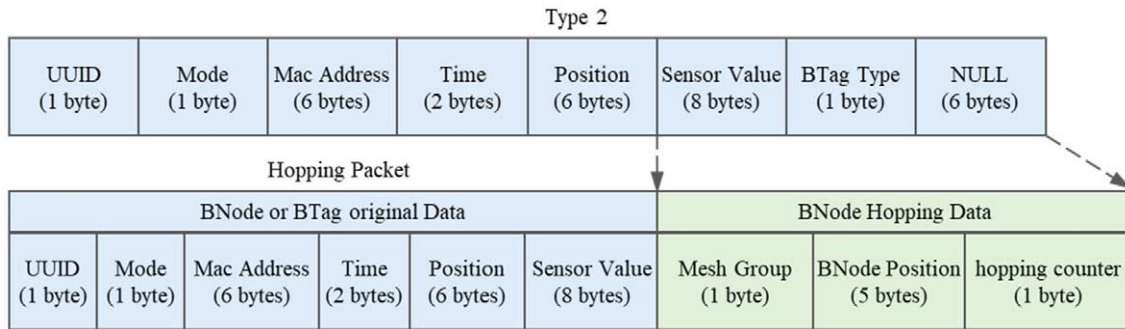 Type 2
UUID Mode Mac Address Time Position Sensor Value BTag Type NULL
(1 byte) (1 byte) (6 bytes) (2 bytes) (6 bytes) (8 bytes) (1 byte) (6 bytes)
Hopping Packet
BNode or BTag original Data BNode Hopping Data
UUID Mode Mac Address Time Position Sensor Value Mesh Group BNode Position hopping counter
(1 byte) (1 byte) (6 bytes) (2 bytes) (6 bytes) (8 bytes) (1 byte) (5 bytes) (1 byte)